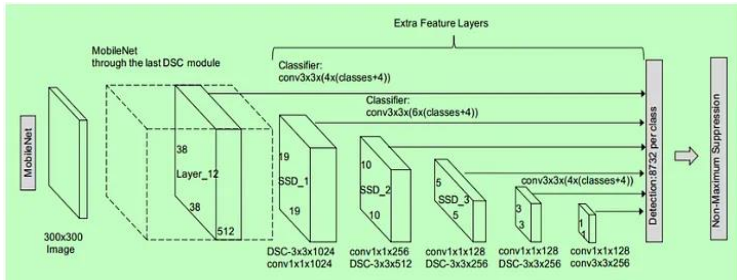 Extra Feature Layers
MobileNet
through the last DSC module
Classifier:
conv3x3x(4x(classes+4))
Classifier:
conv3x3x(6x(classes+4))
MobileNet
38
Layer_12
38
512
19
SSD_1
19
10
SSD_2
10
5
SSD_3
5
conv3x3x(4x(classes+4))
3
3
1
1
Detection:8732 per class
Non-Maximum Suppression
300x300
Image
DSC-3x3x1024
conv1x1x1024
conv1x1x256
DSC-3x3x512
conv1x1x128
DSC-3x3x256
conv1x1x128
DSC-3x3x256
conv1x1x128
conv3x3x256